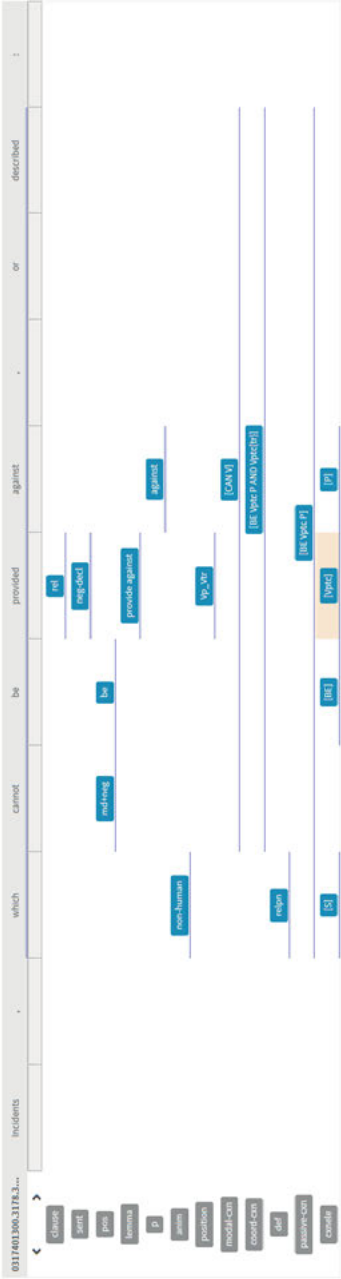 0317401300.3178.3... Incidents , which cannot be provided against , or described ;
clause rel
sent neg-decl
pos md+neg be
lemma provide against
p against
anim non-human
position Vp_Vtr
modal-cxn [CAN V]
coord-cxn [BE Vptc P AND Vptc(tr)]
def relpn
passive-cxn [BE Vptc P]
cxnele [S] [BE] [Vptc] [P]